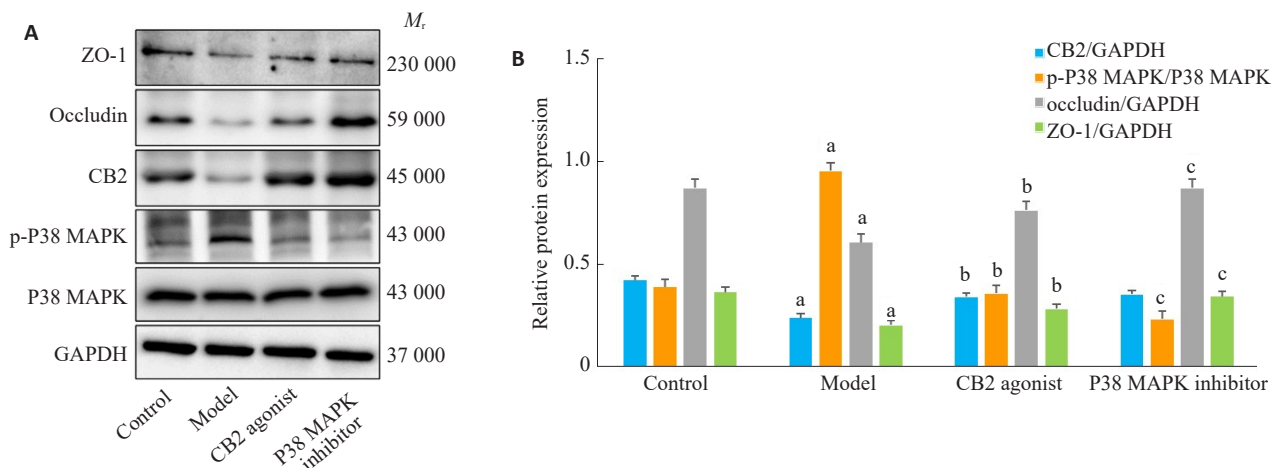 A
M_r
ZO-1
230 000
Occludin
59 000
CB2
45 000
p-P38 MAPK
43 000
P38 MAPK
43 000
GAPDH
37 000
Control
Model
CB2 agonist
P38 MAPK
inhibitor
B
CB2/GAPDH
p-P38 MAPK/P38 MAPK
occludin/GAPDH
ZO-1/GAPDH
Relative protein expression
1.5
1.0
0.5
0
a
a
a
a
b
b
b
b
c
c
c
Control
Model
CB2 agonist
P38 MAPK inhibitor